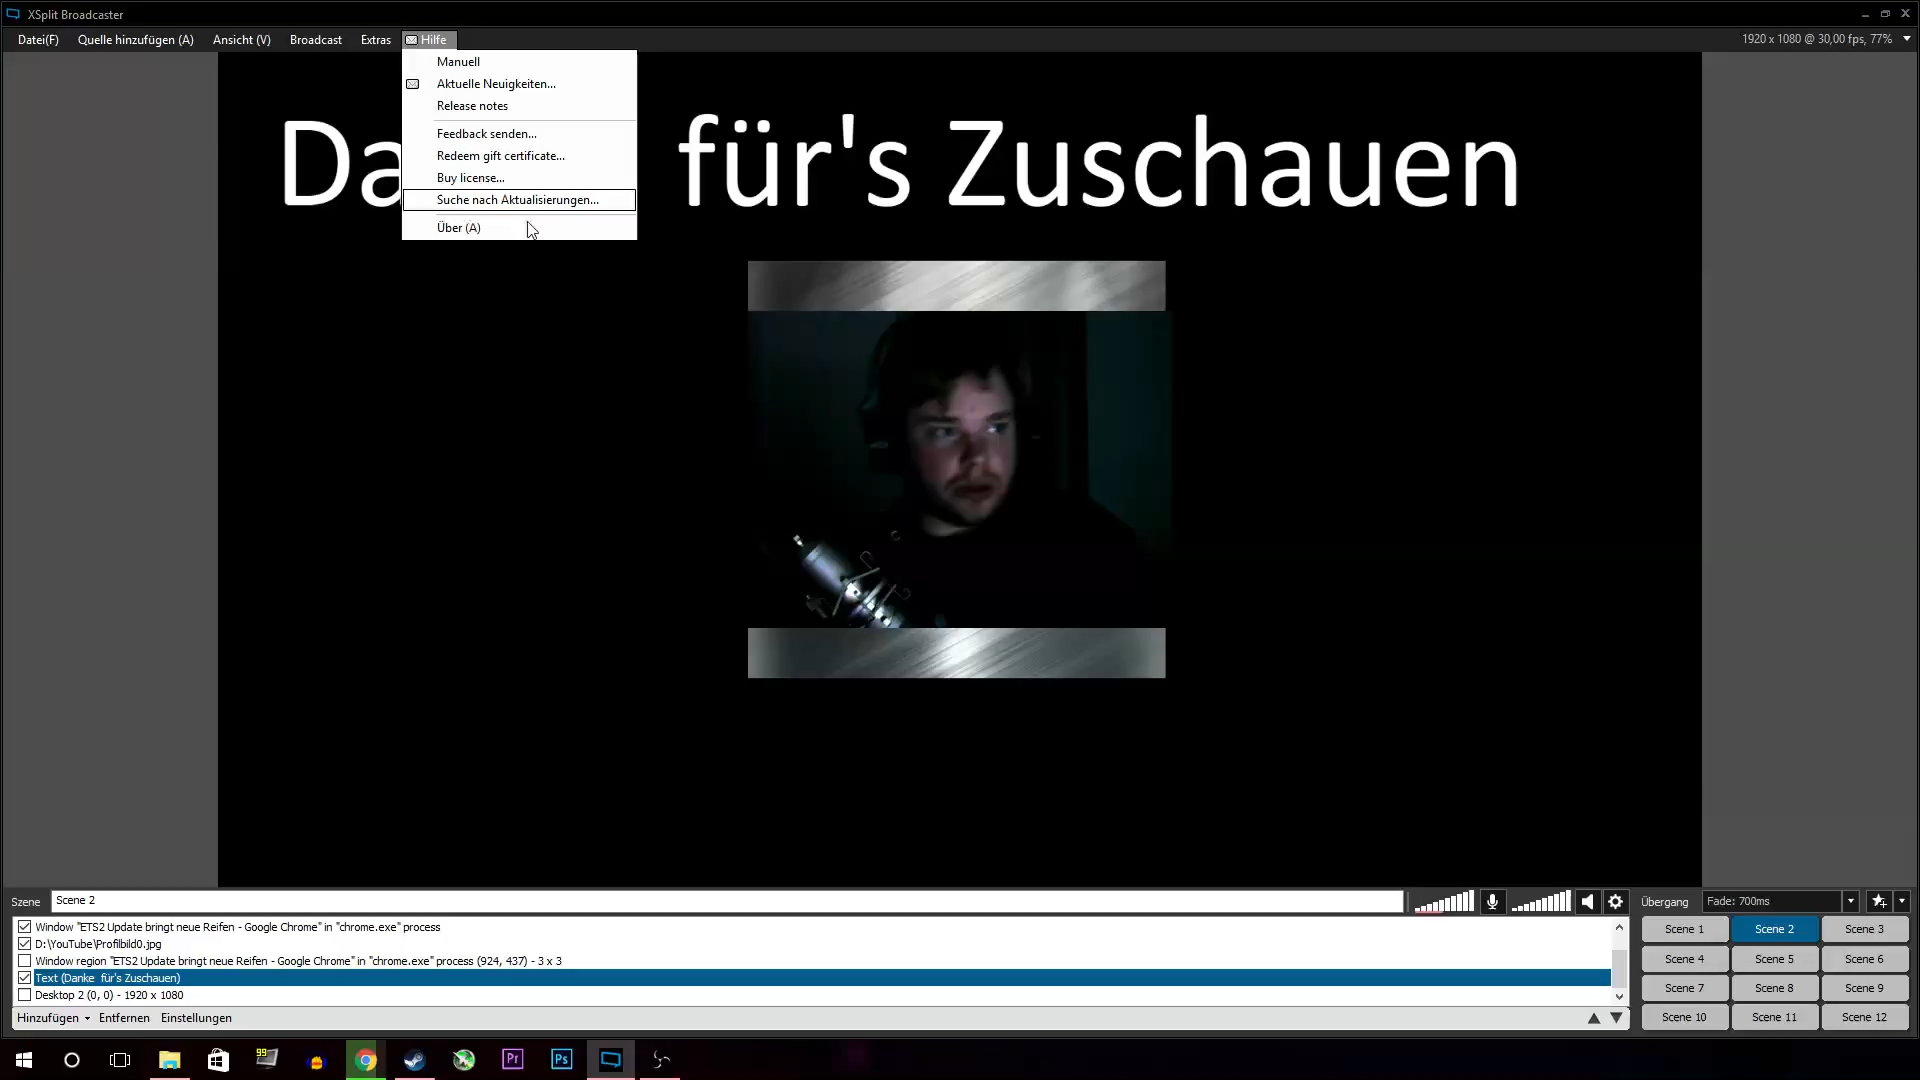 XSplit Broadcaster
Datei(F) Quelle hinzufügen (A) Ansicht (V) Broadcast Extras Hilfe 1920 x 1080 @ 30,00 fps, 77%
Manuell
Aktuelle Neuigkeiten...
Release notes
Feedback senden...
Redeem gift certificate...
Buy license...
Suche nach Aktualisierungen...
Über (A)
Da für's Zuschauen
Szene Scene 2 Übergang Fade: 700ms
Window "ETS2 Update bringt neue Reifen - Google Chrome" in "chrome.exe" process
D:\YouTube\Profilbild0.jpg
Window region "ETS2 Update bringt neue Reifen - Google Chrome" in "chrome.exe" process (924, 437) - 3 x 3
Text (Danke für's Zuschauen)
Desktop 2 (0, 0) - 1920 x 1080
Hinzufügen Entfernen Einstellungen
Scene 1 Scene 2 Scene 3
Scene 4 Scene 5 Scene 6
Scene 7 Scene 8 Scene 9
Scene 10 Scene 11 Scene 12
99 Pr Ps